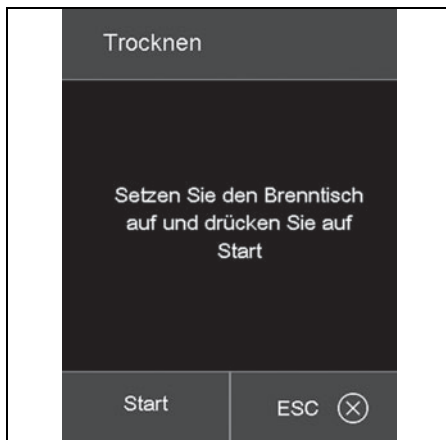 Trocknen
Setzen Sie den Brenntisch
auf und drücken Sie auf
Start
Start
ESC